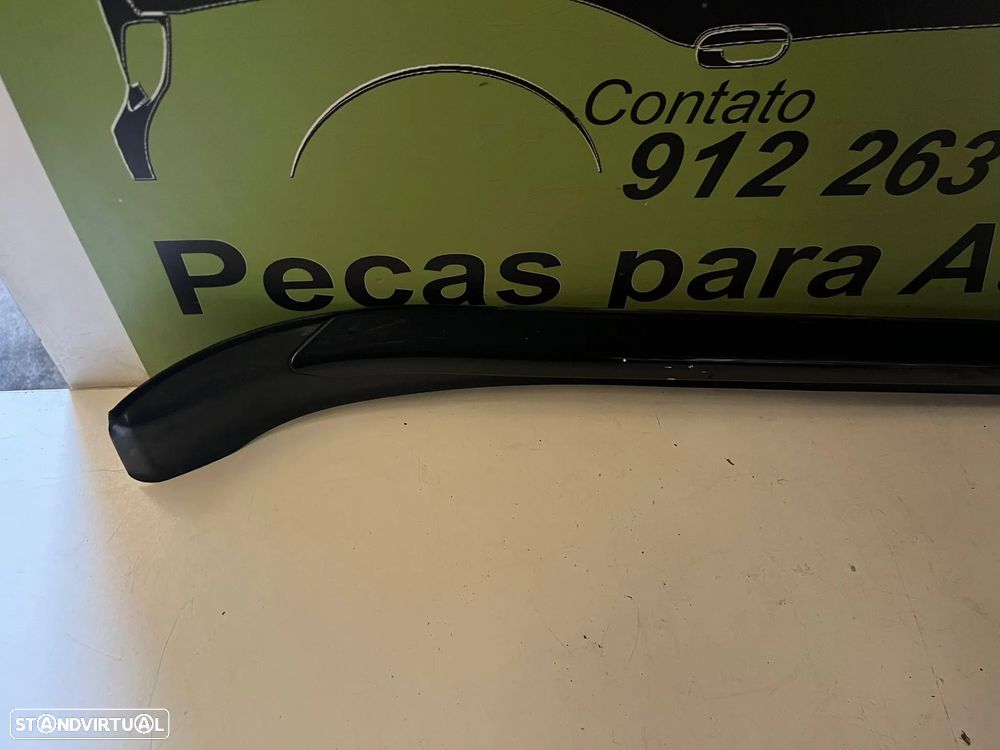 Contato
912 263
Pecas para
STANDVIRTUAL